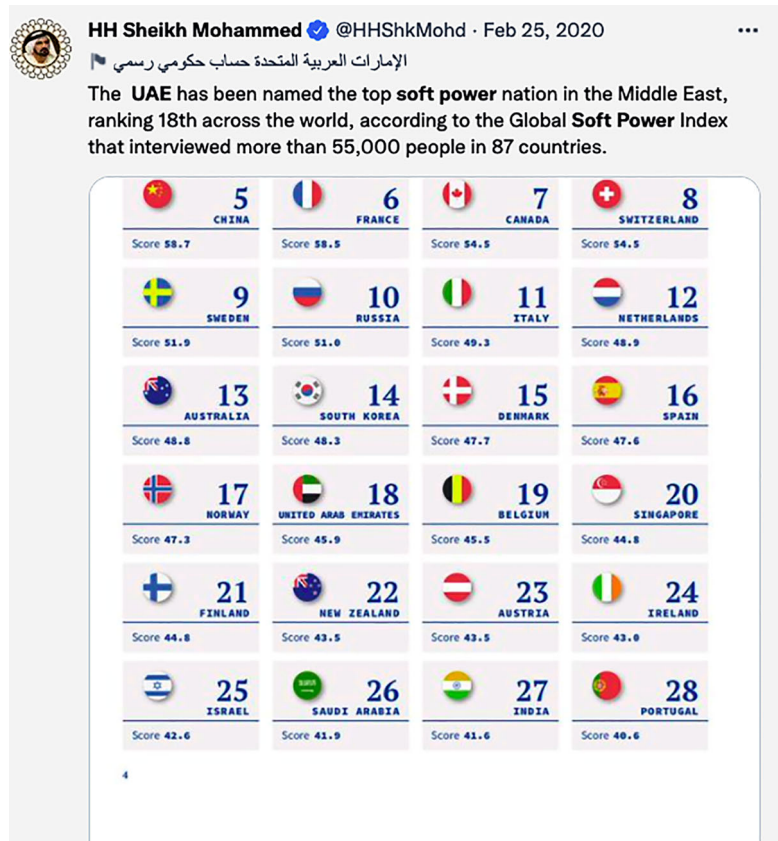 HH Sheikh Mohammed @HHShkMohd · Feb 25, 2020
الإمارات العربية المتحدة حساب حكومي رسمي
The UAE has been named the top soft power nation in the Middle East,
ranking 18th across the world, according to the Global Soft Power Index
that interviewed more than 55,000 people in 87 countries.
5 6 7 8
CHINA FRANCE CANADA SWITZERLAND
Score 58.7 Score 58.5 Score 54.5 Score 54.5
9 10 11 12
SWEDEN RUSSIA ITALY NETHERLANDS
Score 51.9 Score 51.0 Score 49.3 Score 48.9
13 14 15 16
AUSTRALIA SOUTH KOREA DENMARK SPAIN
Score 48.8 Score 48.3 Score 47.7 Score 47.6
17 18 19 20
NORWAY UNITED ARAB EMIRATES BELGIUM SINGAPORE
Score 47.3 Score 45.9 Score 45.5 Score 44.8
21 22 23 24
FINLAND NEW ZEALAND AUSTRIA IRELAND
Score 44.8 Score 43.5 Score 43.5 Score 43.0
25 26 27 28
ISRAEL SAUDI ARABIA INDIA PORTUGAL
Score 42.6 Score 41.9 Score 41.6 Score 40.6
4